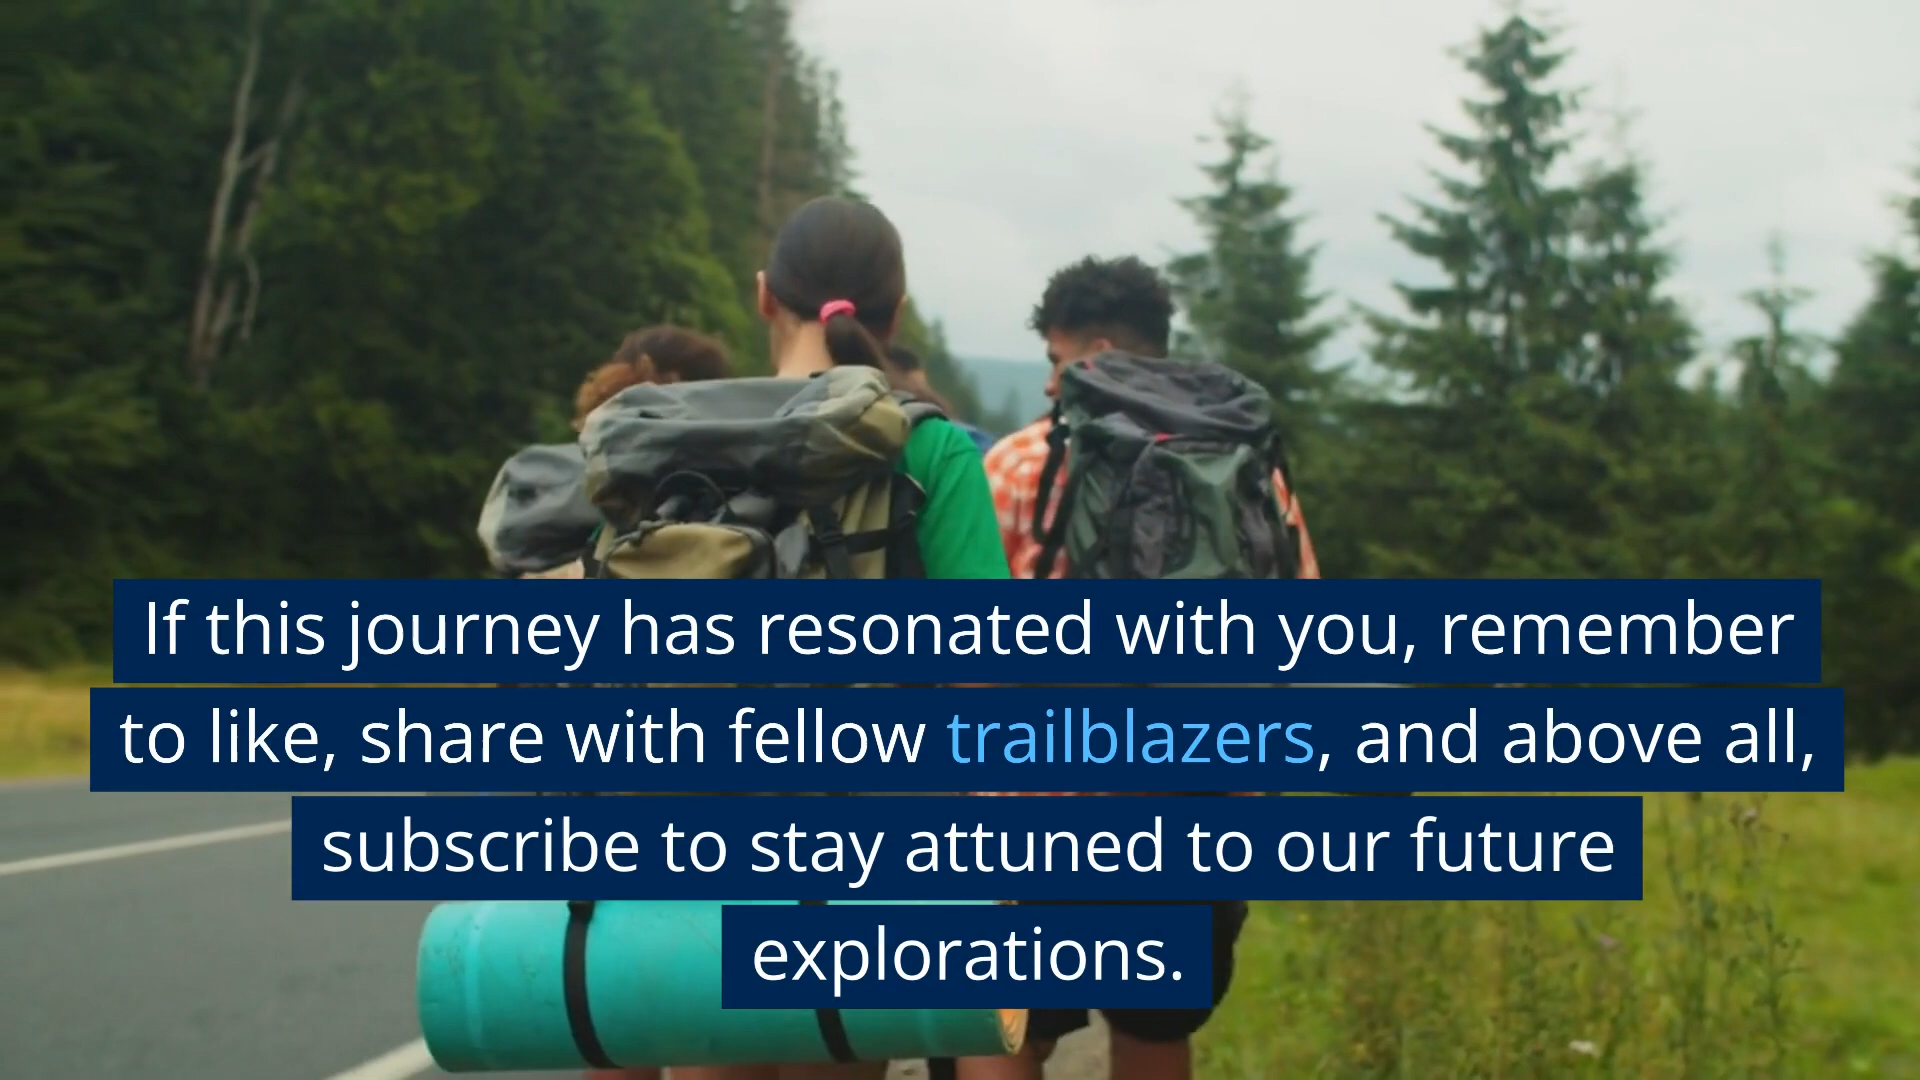 If this journey has resonated with you, remember
to like, share with fellow trailblazers, and above all,
subscribe to stay attuned to our future
explorations.